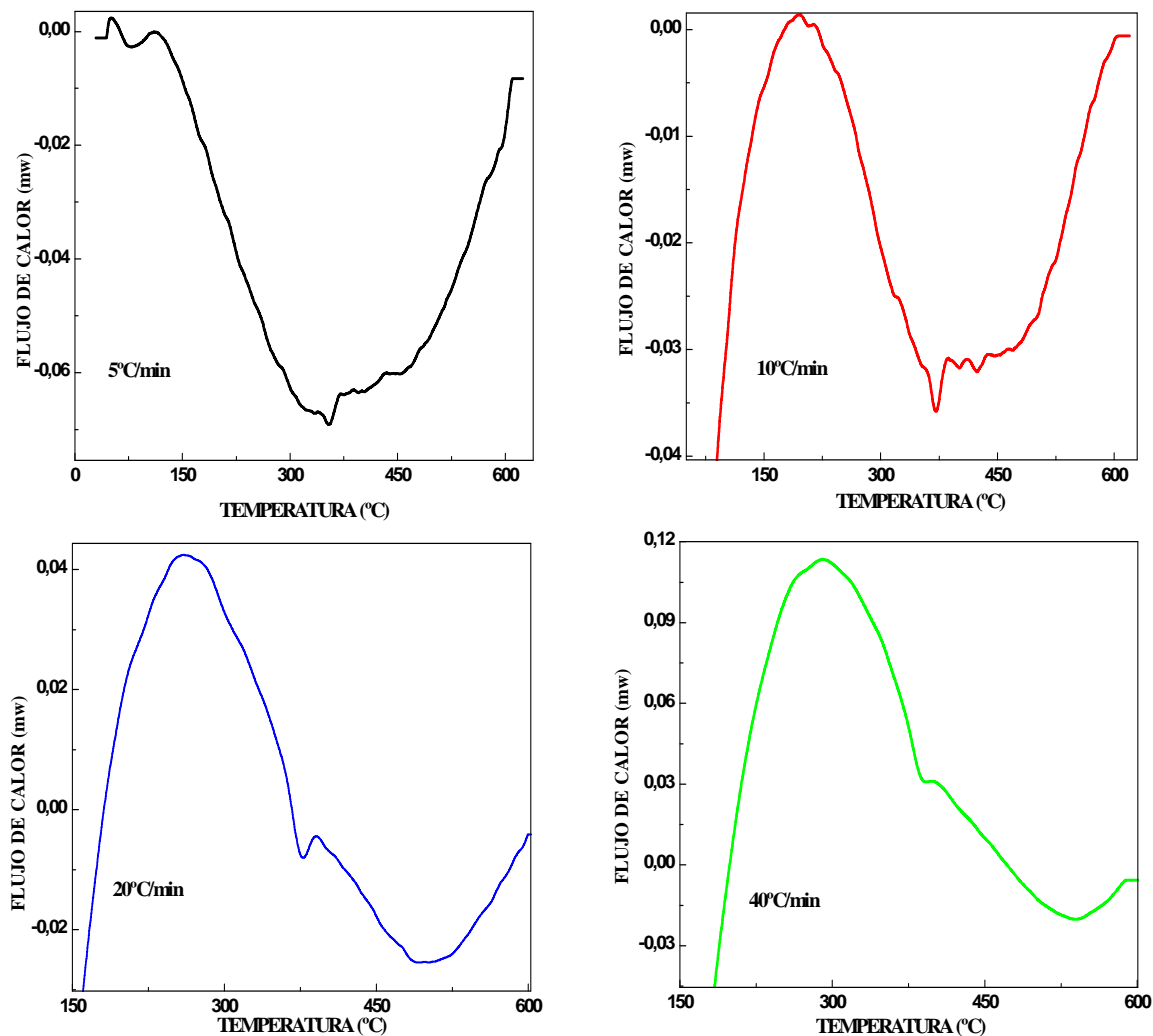 0,00
-0,02
-0,04
-0,06
FLUJO DE CALOR (mw)
5ºC/min
0 150 300 450 600
TEMPERATURA (ºC)
0,00
-0,01
-0,02
-0,03
-0,04
FLUJO DE CALOR (mw)
10ºC/min
150 300 450 600
TEMPERATURA (ºC)
0,04
0,02
0,00
-0,02
FLUJO DE CALOR (mw)
20ºC/min
150 300 450 600
TEMPERATURA (ºC)
0,12
0,09
0,06
0,03
0,00
-0,03
FLUJO DE CALOR (mw)
40ºC/min
150 300 450 600
TEMPERATURA (ºC)